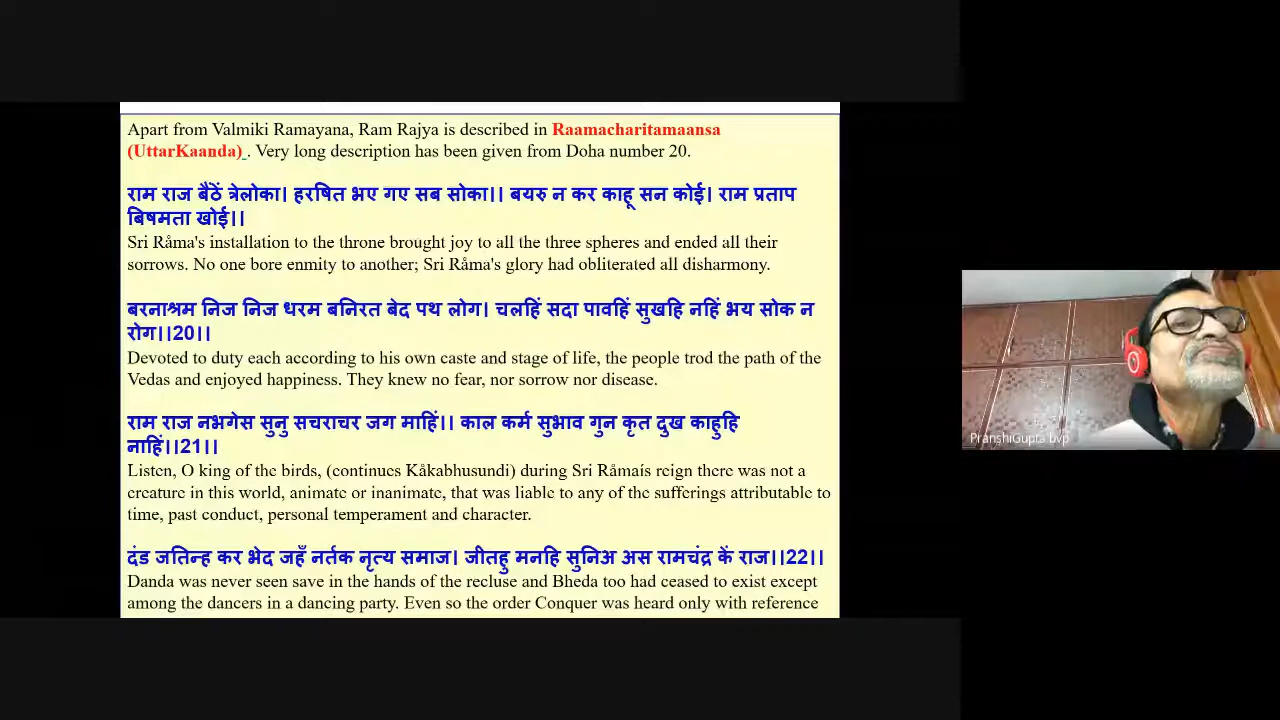 Apart from Valmiki Ramayana, Ram Rajya is described in Raamacharitamaansa
(UttarKaanda) . Very long description has been given from Doha number 20.
राम राज बैठें त्रेलोका। हरषित भए गए सब सोका।। बयरु न कर काहू सन कोई। राम प्रताप
बिषमता खोई।।
Sri Råma's installation to the throne brought joy to all the three spheres and ended all their
sorrows. No one bore enmity to another; Sri Råma's glory had obliterated all disharmony.
बरनाश्रम निज निज धरम बनिरत बेद पथ लोग। चलहिं सदा पावहिं सुखहि नहिं भय सोक न
रोग।।20।।
Devoted to duty each according to his own caste and stage of life, the people trod the path of the
Vedas and enjoyed happiness. They knew no fear, nor sorrow nor disease.
राम राज नभगेस सुनु सचराचर जग माहिं।। काल कर्म सुभाव गुन कृत दुख काहुहि
नाहिं।।21।।
Listen, O king of the birds, (continues Kåkabhusundi) during Sri Råmaís reign there was not a
creature in this world, animate or inanimate, that was liable to any of the sufferings attributable to
time, past conduct, personal temperament and character.
दंड जतिन्ह कर भेद जहँ नर्तक नृत्य समाज। जीतहु मनहि सुनिअ अस रामचंद्र कें राज।।22।।
Danda was never seen save in the hands of the recluse and Bheda too had ceased to exist except
among the dancers in a dancing party. Even so the order Conquer was heard only with reference
PranshiGupta bvp